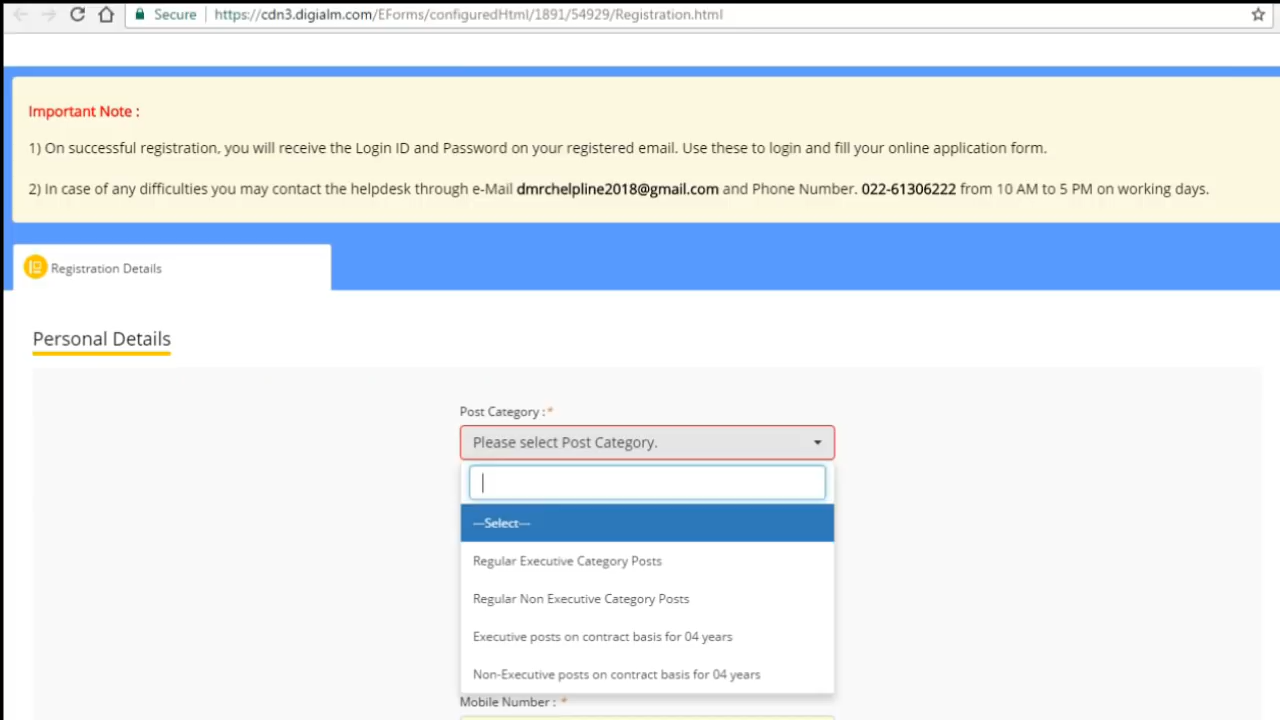 Secure https://cdn3.digialm.com/EForms/configuredHtml/1891/54929/Registration.html
Important Note :
1) On successful registration, you will receive the Login ID and Password on your registered email. Use these to login and fill your online application form.
2) In case of any difficulties you may contact the helpdesk through e-Mail dmrchelpline2018@gmail.com and Phone Number. 022-61306222 from 10 AM to 5 PM on working days.
Registration Details
Personal Details
Post Category : *
Please select Post Category.
---Select---
Regular Executive Category Posts
Regular Non Executive Category Posts
Executive posts on contract basis for 04 years
Non-Executive posts on contract basis for 04 years
Mobile Number : *